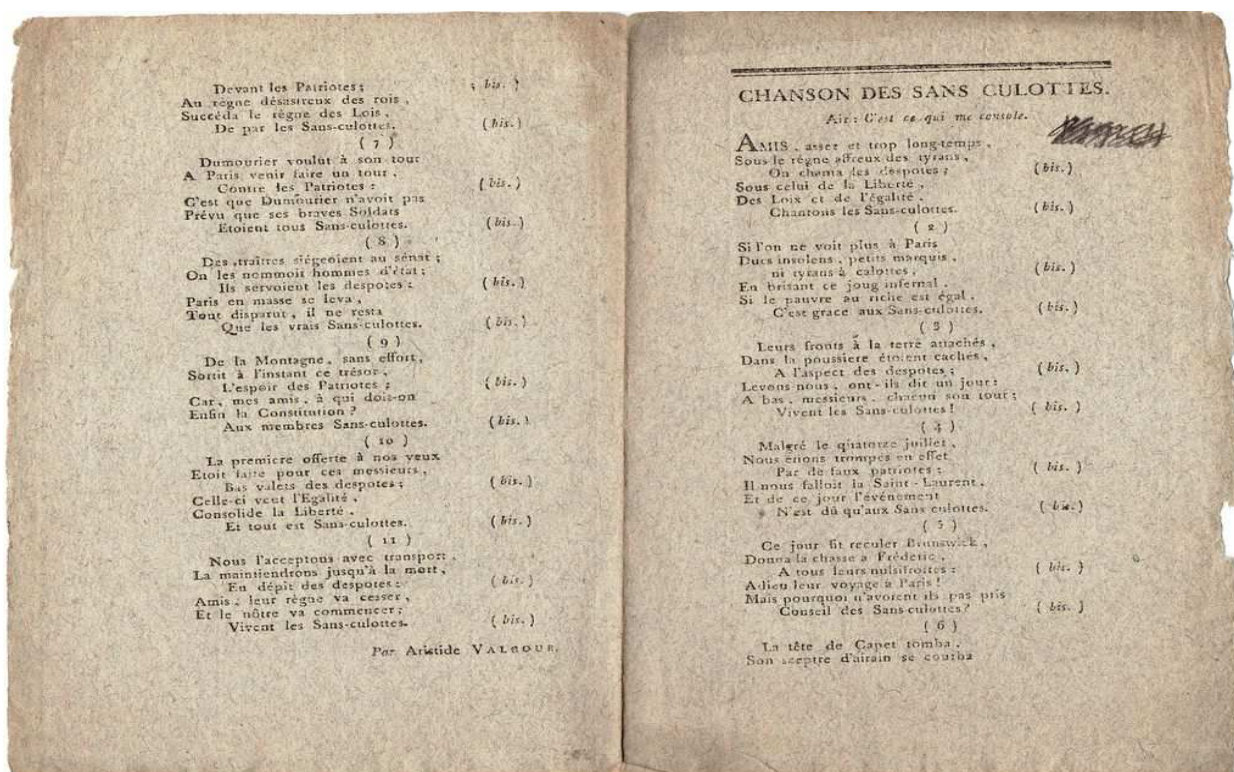 Devant les Patriotes; ( bis. )
Au règne désastreux des rois,
Succéda le règne des Lois,
De par les Sans-culottes. (bis.)
( 7 )
Dumourier voulut à son tour
A Paris venir faire un tour,
Contre les Patriotes : ( bis. )
C'est que Dumourier n'avoit pas
Prévu que ses braves Soldats
Etoient tous Sans-culottes. (bis.)
( 8 )
Des traîtres siégeoient au sénat;
On les nommoit hommes d'état;
Ils servoient les despotes : ( bis. )
Paris en masse se leva,
Tout disparut, il ne resta
Que les vrais Sans-culottes. ( bis. )
( 9 )
De la Montagne, sans effort,
Sortit à l'instant ce trésor,
L'espoir des Patriotes; ( bis. )
Car, mes amis, à qui doit-on
Enfin la Constitution ?
Aux membres Sans-culottes. ( bis. )
( 10 )
La premiere offerte à nos yeux
Etoit faite pour ces messieurs,
Bas valets des despotes; ( bis. )
Celle-ci veut l'Egalité,
Consolide la Liberté,
Et tout est Sans-culottes. ( bis. )
( 11 )
Nous l'acceptons avec transport,
La maintiendrons jusqu'à la mort,
En dépit des despotes : ( bis. )
Amis, leur règne va cesser,
Et le nôtre va commencer;
Vivent les Sans-culottes. ( bis. )
Par Aristide VALCOUR.
CHANSON DES SANS CULOTTES.
Air : C'est ce qui me console.
AMIS, assez et trop long-temps,
Sous le règne affreux des tyrans,
On chanta les despotes; ( bis. )
Sous celui de la Liberté,
Des Loix et de l'égalité,
Chantons les Sans-culottes. ( bis. )
( 2 )
Si l'on ne voit plus à Paris
Ducs insolens, petits marquis,
ni tyrans à calottes, ( bis. )
En brisant ce joug infernal,
Si le pauvre au riche est égal,
C'est grace aux Sans-culottes. ( bis. )
( 3 )
Leurs fronts à la terre attachés,
Dans la poussiere étoient cachés,
A l'aspect des despotes; ( bis. )
Levons-nous, ont-ils dit un jour:
A bas, messieurs, chacun son tour;
Vivent les Sans-culottes ! ( bis. )
( 4 )
Malgré le quatorze juillet,
Nous étions trompés en effet
Par de faux patriotes; ( bis. )
Il nous falloit la Saint-Laurent,
Et de ce jour l'événement
N'est dû qu'aux Sans culottes. ( bis. )
( 5 )
Ce jour fit reculer Brunswick,
Donna la chasse à Fréderic,
A tous leurs ( bis. )
Adieu leur voyage à Paris !
Mais pourquoi n'avoient ils pas pris
Conseil des Sans-culottes? ( bis. )
( 6 )
La tête de Capet tomba,
Son sceptre d'airain se courba